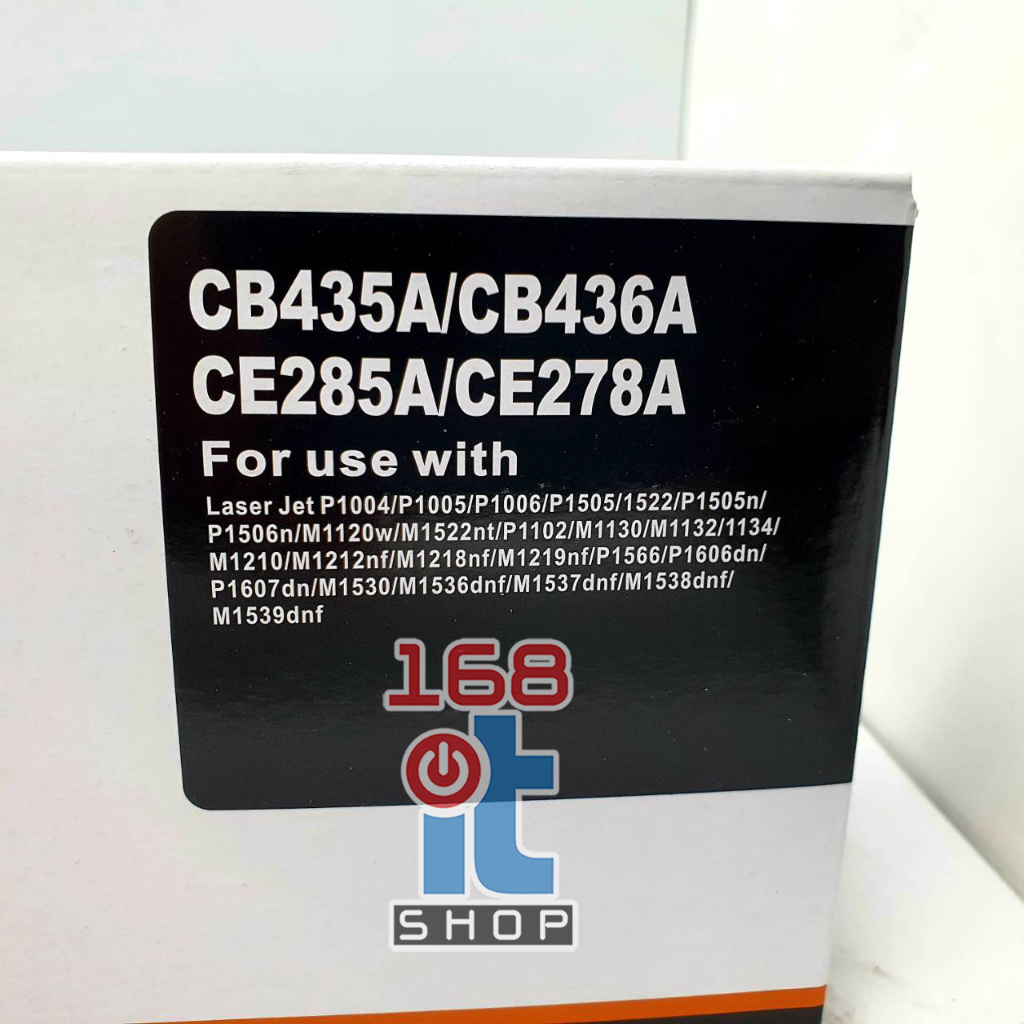 CB435A/CB436A
CE285A/CE278A
For use with
Laser Jet P1004/P1005/P1006/P1505/1522/P1505n/
P1506n/M1120w/M1522nt/P1102/M1130/M1132/1134/
M1210/M1212nf/M1218nf/M1219nf/P1566/P1606dn/
P1607dn/M1530/M1536dnf/M1537dnf/M1538dnf/
M1539dnf
168
it
SHOP